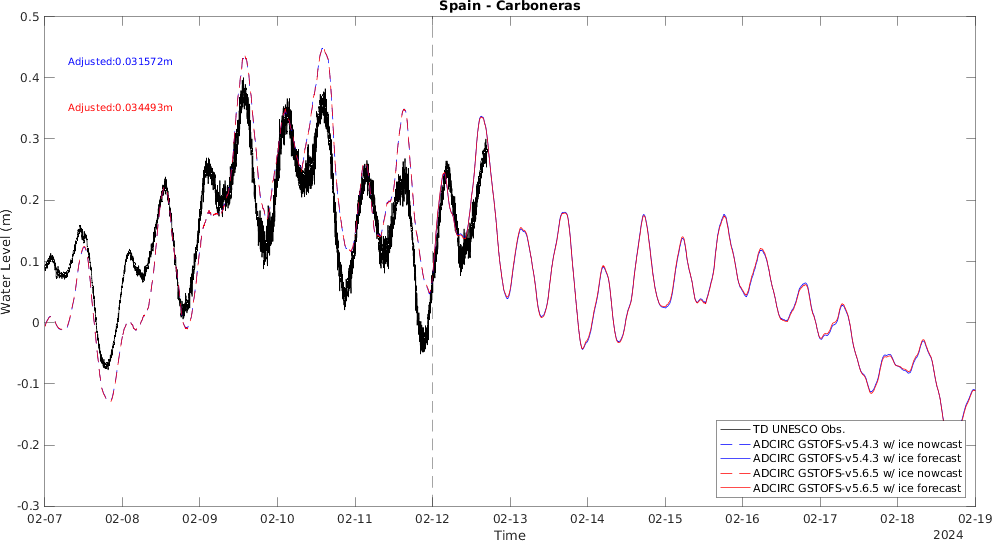 Spain - Carboneras
Adjusted:0.031572m
Adjusted:0.034493m
Water Level (m)
0.5
0.4
0.3
0.2
0.1
0
-0.1
-0.2
-0.3
TD UNESCO Obs.
ADCIRC GSTOFS-v5.4.3 w/ ice nowcast
ADCIRC GSTOFS-v5.4.3 w/ ice forecast
ADCIRC GSTOFS-v5.6.5 w/ ice nowcast
ADCIRC GSTOFS-v5.6.5 w/ ice forecast
02-07 02-08 02-09 02-10 02-11 02-12 02-13 02-14 02-15 02-16 02-17 02-18 02-19
Time
2024